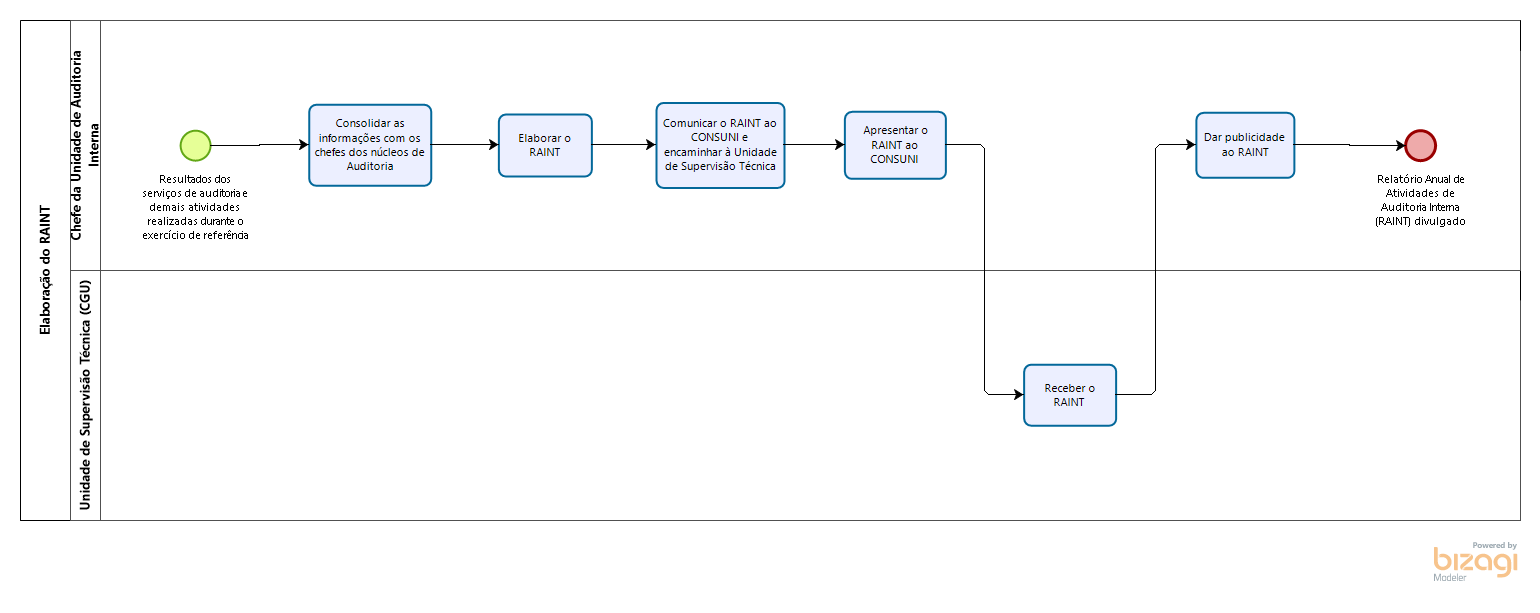 Elaboração do RAINT
Chefe da Unidade de Auditoria
Interna
Resultados dos
serviços de auditoria e
demais atividades
realizadas durante o
exercício de referência
Consolidar as
informações com os
chefes dos núcleos de
Auditoria
Elaborar o
RAINT
Comunicar o RAINT ao
CONSUNI e
encaminhar à Unidade
de Supervisão Técnica
Apresentar o
RAINT ao
CONSUNI
Dar publicidade
ao RAINT
Relatório Anual de
Atividades de
Auditoria Interna
(RAINT) divulgado
Unidade de Supervisão Técnica (CGU)
Receber o
RAINT
Powered by
bizagi
Modeler